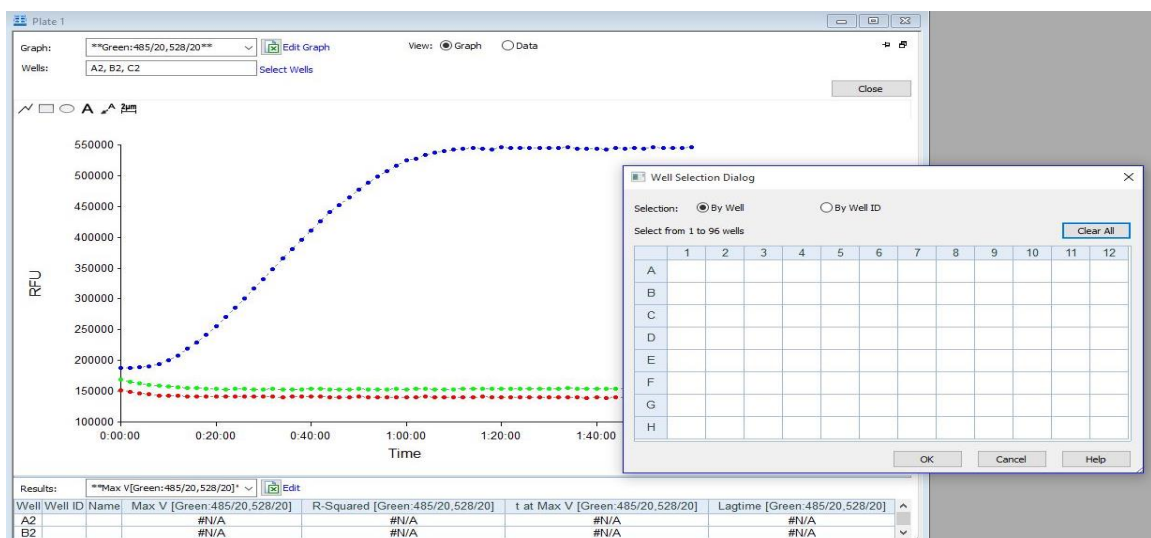 Plate 1
Graph: **Green:485/20,528/20** Edit Graph View: Graph Data
Wells: A2, B2, C2 Select Wells
Close
A A 2µm
550000
500000
450000
400000
350000
300000
250000
200000
150000
100000
RFU
0:00:00 0:20:00 0:40:00 1:00:00 1:20:00 1:40:00
Time
Well Selection Dialog
Selection: By Well By Well ID
Select from 1 to 96 wells Clear All
1 2 3 4 5 6 7 8 9 10 11 12
A
B
C
D
E
F
G
H
OK Cancel Help
Results: **Max V[Green:485/20,528/20]* Edit
Well Well ID Name Max V [Green:485/20,528/20] R-Squared [Green:485/20,528/20] t at Max V [Green:485/20,528/20] Lagtime [Green:485/20,528/20]
A2 #N/A #N/A #N/A #N/A
B2 #N/A #N/A #N/A #N/A